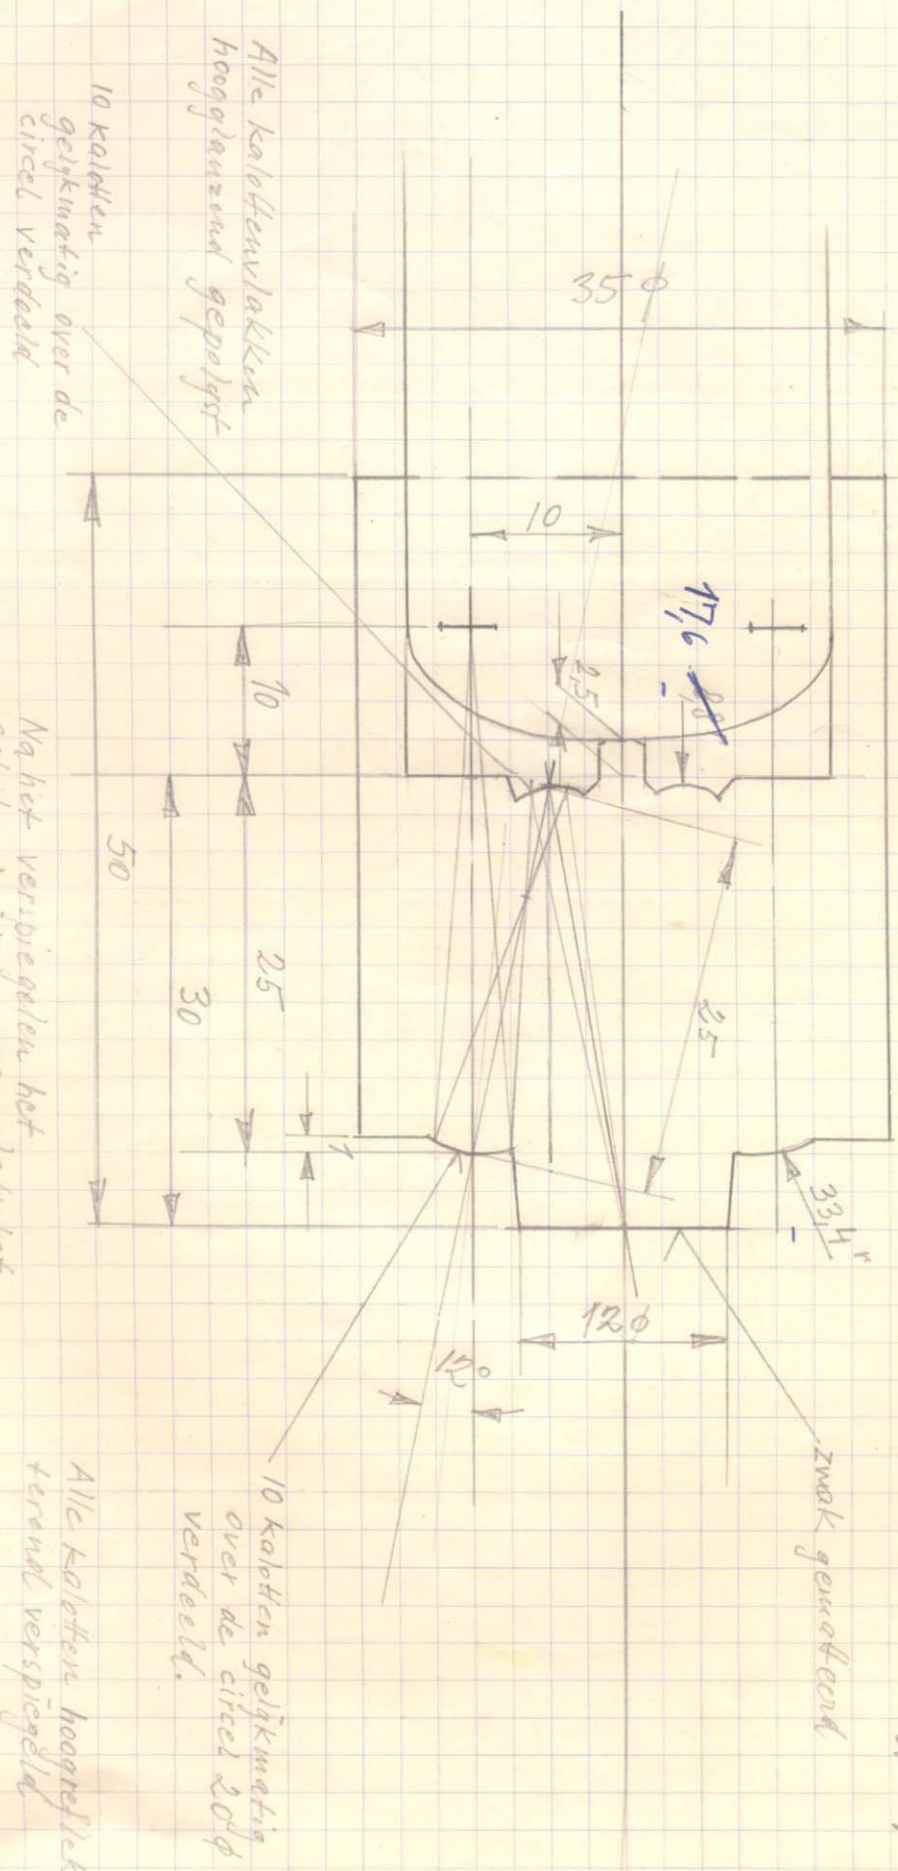 Alle kalottenvlakken
hoogglanzend gepolijst
10 kalotten
gelijkmatig over de
circel verdeeld
35 ϕ
10
17,6
2,5
10
25
25
30
50
1
33,4 r
12 ϕ
12°
zwak gematteerd
10 kalotten gelijkmatig
over de circel 20 ϕ
verdeeld.
Na het verspiegelen het
Alle kalotten hoogreflek
terend verspiegeld